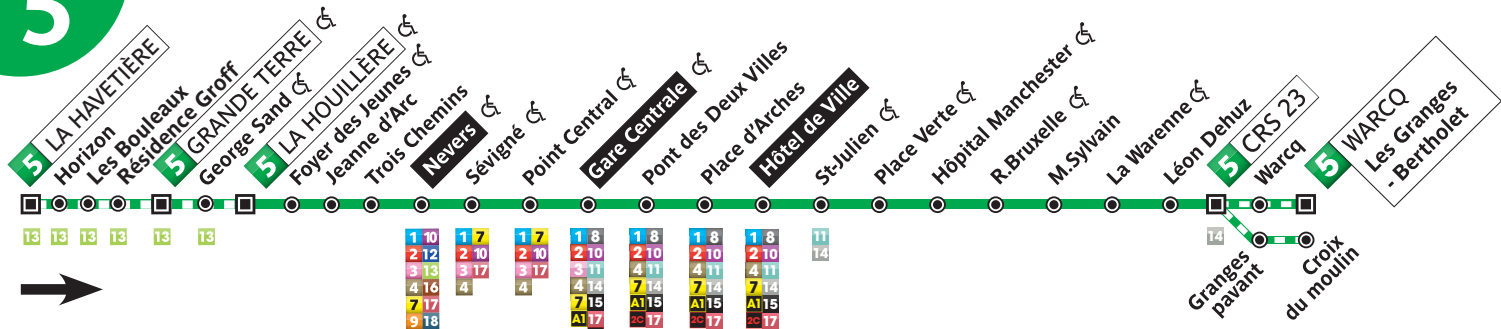 5
5 LA HAVETIÈRE
Horizon
Les Bouleaux
Résidence Groff
5 GRANDE TERRE
George Sand
5 LA HOUILLÈRE
Foyer des Jeunes
Jeanne d'Arc
Trois Chemins
Nevers
Sévigné
Point Central
Gare Centrale
Pont des Deux Villes
Place d'Arches
Hôtel de Ville
St-Julien
Place Verte
Hôpital Manchester
R.Bruxelle
M.Sylvain
La Warenne
Léon Dehuz
5 CRS 23
Warcq
5 WARCQ
Les Granges
- Bertholet
Granges
pavant
Croix
du moulin
13 13 13 13 13 13
1 10
2 12
3 13
4 16
7 17
9 18
1 7
2 10
3 17
4
1 7
2 10
3 17
4
1 8
2 10
3 11
4 14
7 15
A1 17
1 8
2 10
4 11
7 14
A1 15
2C 17
1 8
2 10
4 11
7 14
A1 15
2C 17
1 8
2 10
4 11
7 14
A1 15
2C 17
11
14
14